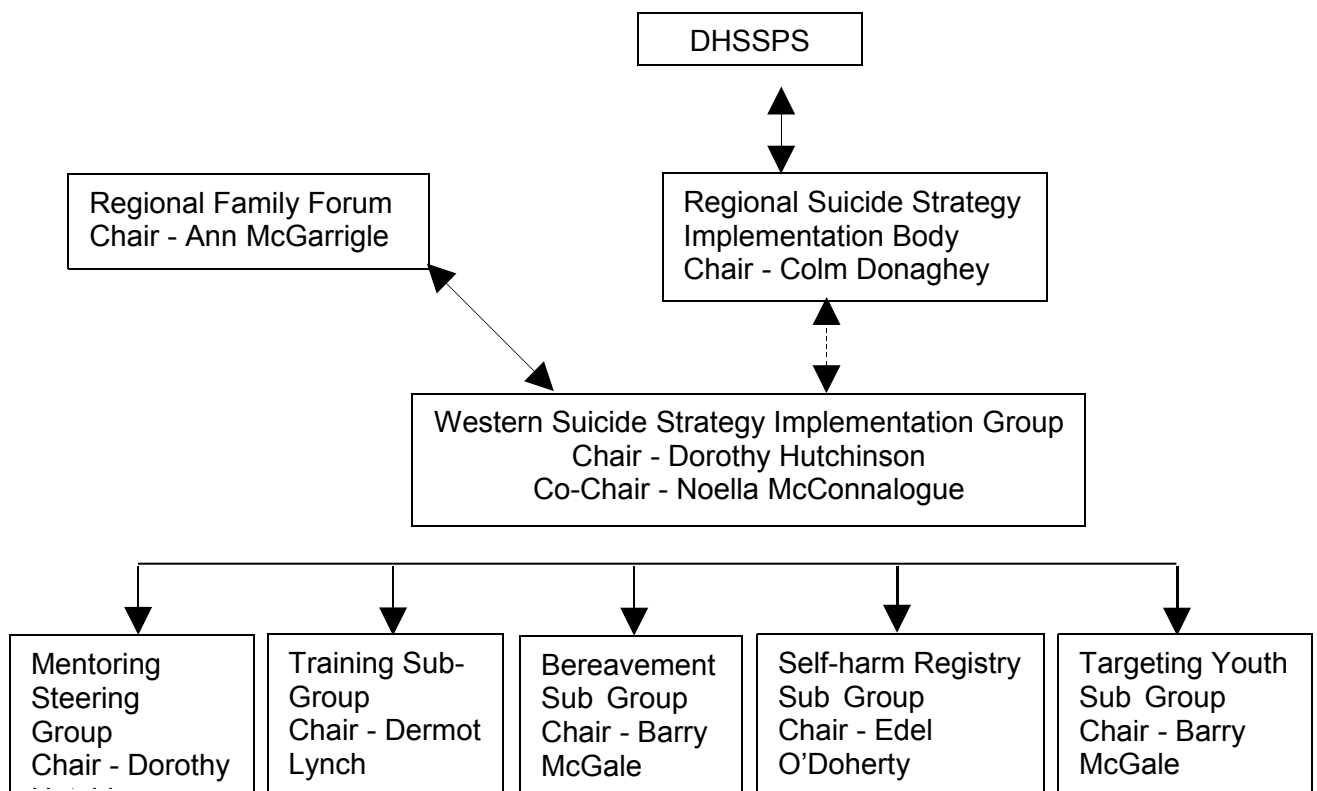 DHSSPS
Regional Family Forum
Chair - Ann McGarrigle
Regional Suicide Strategy
Implementation Body
Chair - Colm Donaghey
Western Suicide Strategy Implementation Group
Chair - Dorothy Hutchinson
Co-Chair - Noella McConnalogue
Mentoring
Steering
Group
Chair - Dorothy
Training Sub-
Group
Chair - Dermot
Lynch
Bereavement
Sub Group
Chair - Barry
McGale
Self-harm Registry
Sub Group
Chair - Edel
O'Doherty
Targeting Youth
Sub Group
Chair - Barry
McGale